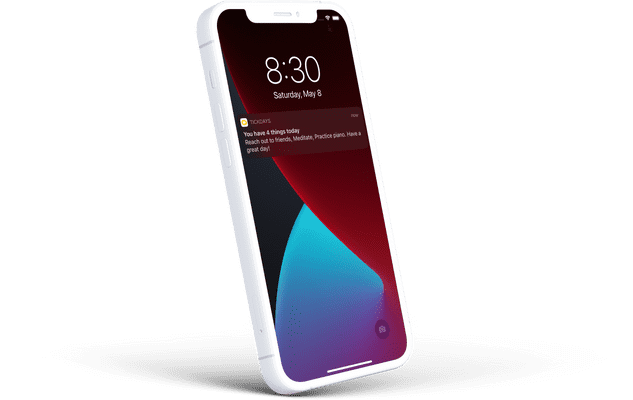 8:30
Saturday, May 8
TICKDAYS
now
You have 4 things today
Reach out to friends, Meditate, Practice piano. Have a
great day!